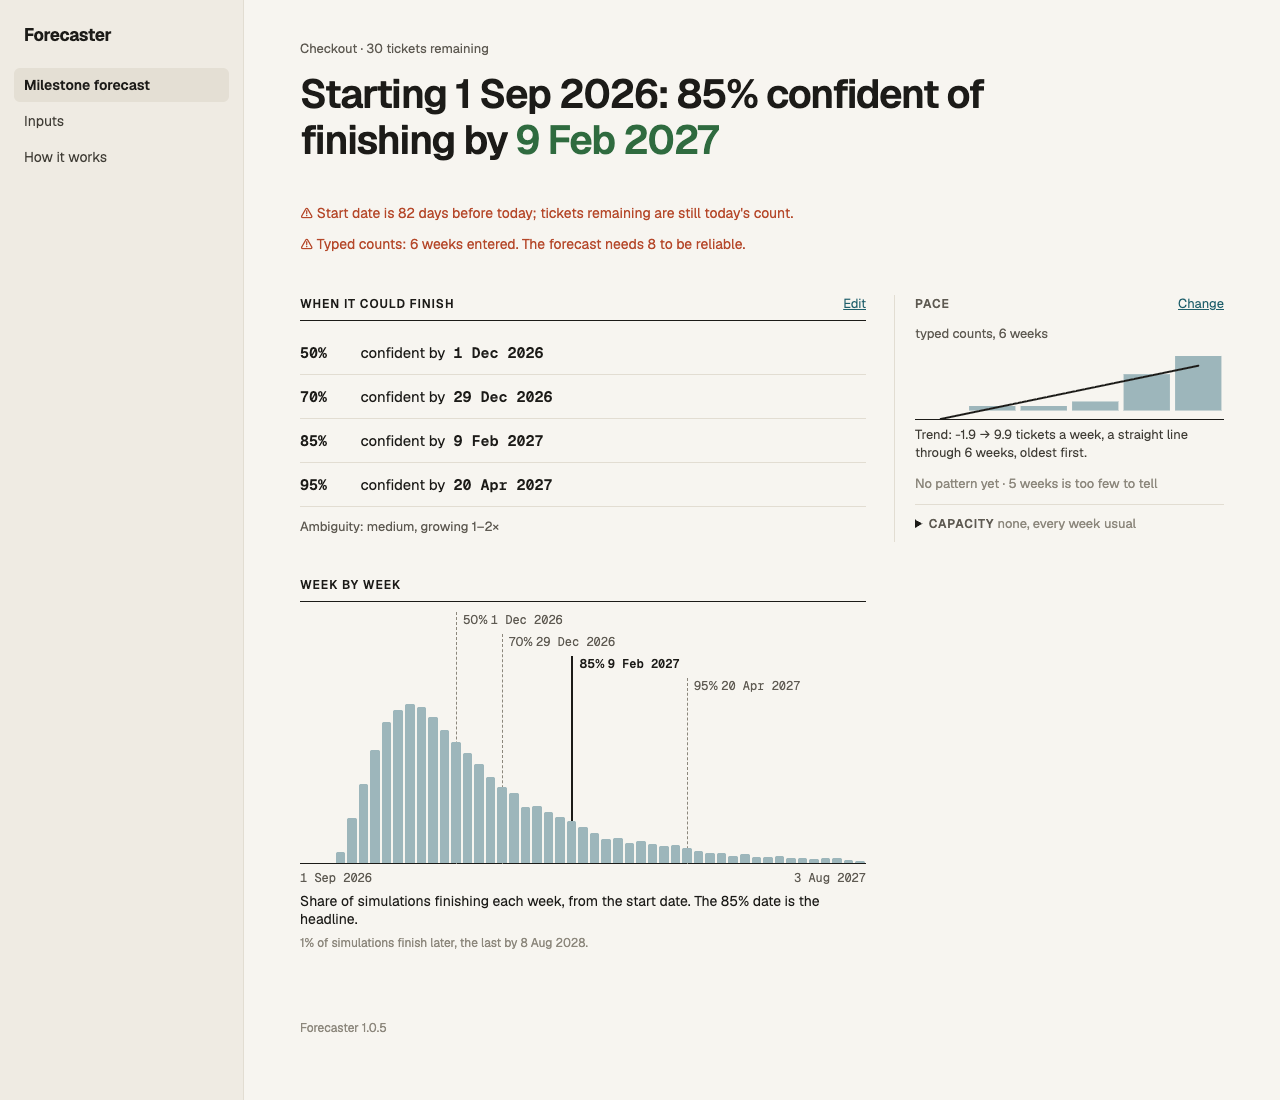 Forecaster
Milestone forecast
Inputs
How it works
Checkout · 30 tickets remaining
Starting 1 Sep 2026: 85% confident of
finishing by 9 Feb 2027
⚠ Start date is 82 days before today; tickets remaining are still today's count.
⚠ Typed counts: 6 weeks entered. The forecast needs 8 to be reliable.
WHEN IT COULD FINISH Edit
50% confident by 1 Dec 2026
70% confident by 29 Dec 2026
85% confident by 9 Feb 2027
95% confident by 20 Apr 2027
Ambiguity: medium, growing 1–2×
PACE Change
typed counts, 6 weeks
Trend: -1.9 → 9.9 tickets a week, a straight line
through 6 weeks, oldest first.
No pattern yet · 5 weeks is too few to tell
▶ CAPACITY none, every week usual
WEEK BY WEEK
50% 1 Dec 2026
70% 29 Dec 2026
85% 9 Feb 2027
95% 20 Apr 2027
1 Sep 2026 3 Aug 2027
Share of simulations finishing each week, from the start date. The 85% date is the
headline.
1% of simulations finish later, the last by 8 Aug 2028.
Forecaster 1.0.5